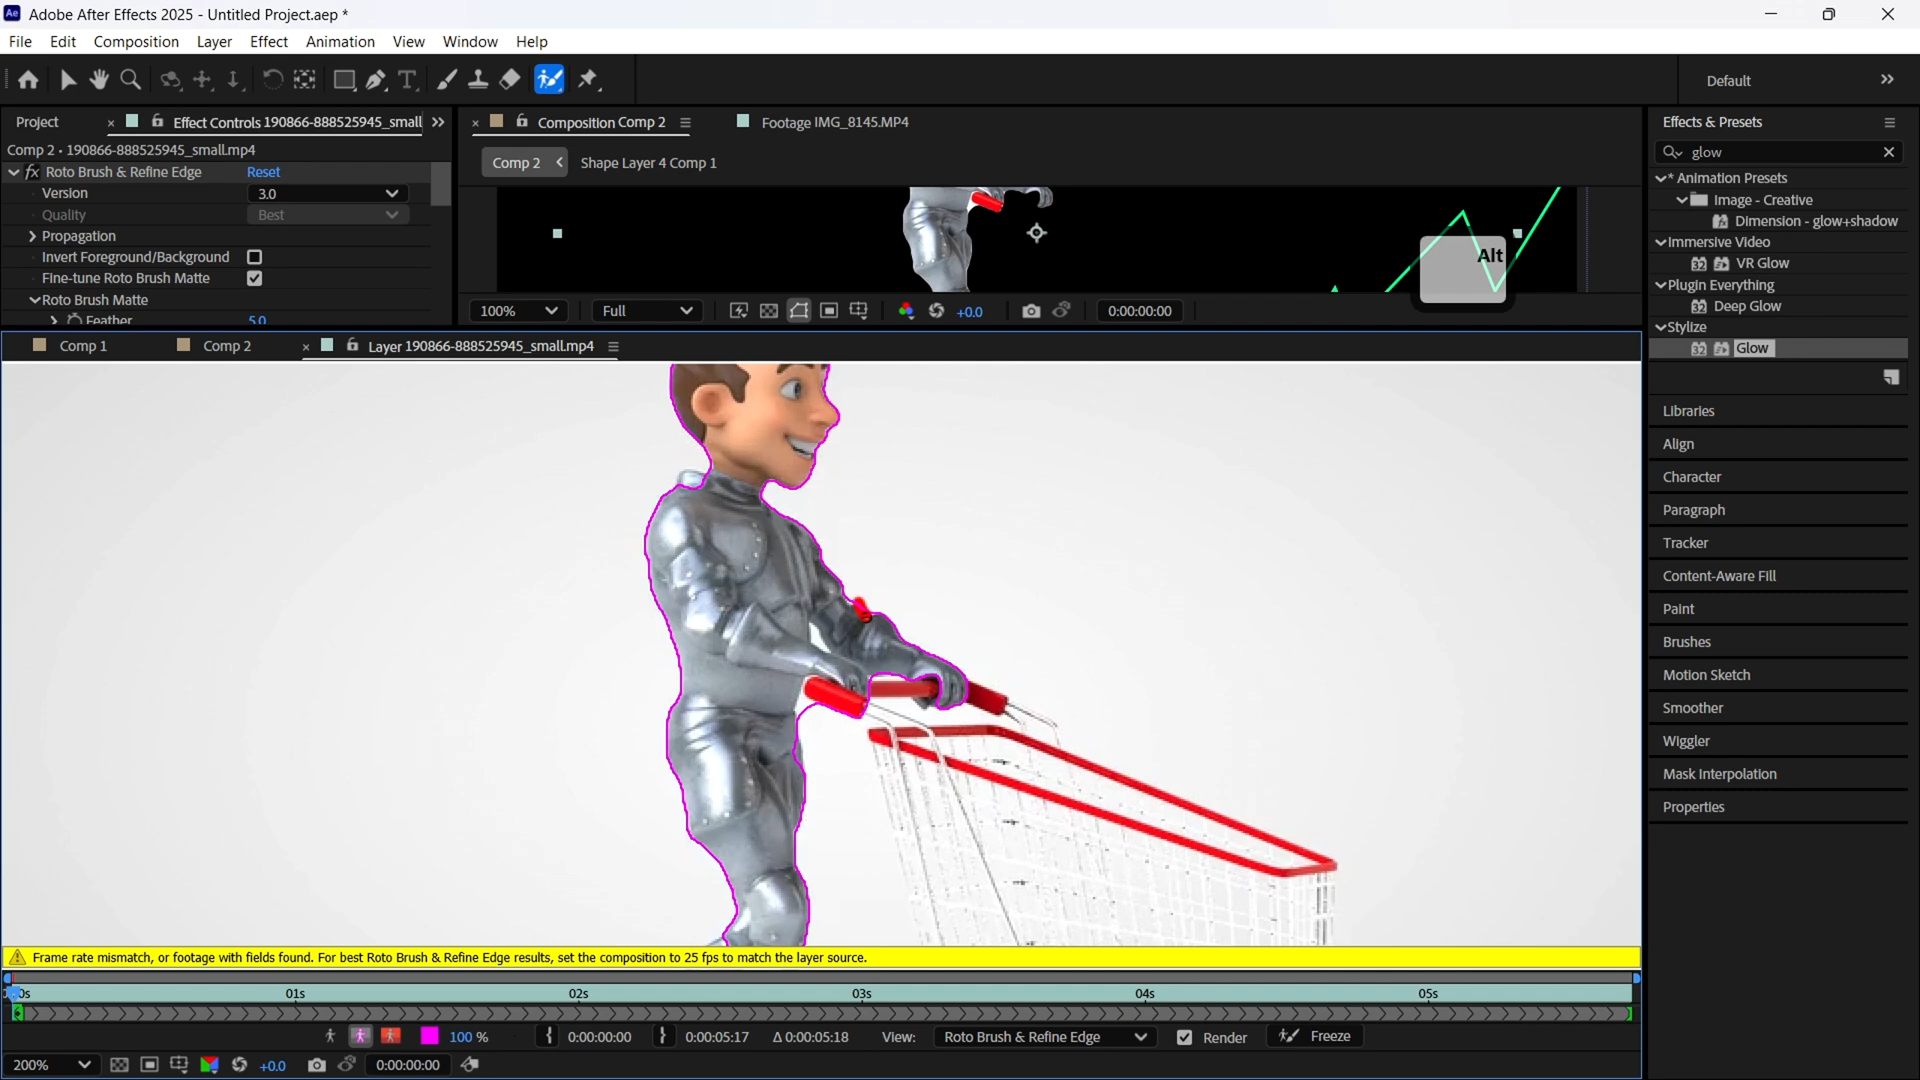 Adobe After Effects 2025 - Untitled Project.aep *
File Edit Composition Layer Effect Animation View Window Help
Default
Project
Effect Controls 190866-888525945_small
Composition Comp 2
Footage IMG_8145.MP4
Effects & Presets
Comp 2 • 190866-888525945_small.mp4
Comp 2
Shape Layer 4 Comp 1
glow
Roto Brush & Refine Edge Reset
Version 3.0
Quality Best
Propagation
Invert Foreground/Background
Fine-tune Roto Brush Matte
Roto Brush Matte
Feather 5.0
* Animation Presets
Image - Creative
Dimension - glow+shadow
Immersive Video
VR Glow
Plugin Everything
Deep Glow
Stylize
Glow
Alt
100% Full +0.0 0:00:00:00
Comp 1
Comp 2
Layer 190866-888525945_small.mp4
Libraries
Align
Character
Paragraph
Tracker
Content-Aware Fill
Paint
Brushes
Motion Sketch
Smoother
Wiggler
Mask Interpolation
Properties
Frame rate mismatch, or footage with fields found. For best Roto Brush & Refine Edge results, set the composition to 25 fps to match the layer source.
01s 02s 03s 04s 05s
100 % 0:00:00:00 0:00:05:17 Δ 0:00:05:18 View: Roto Brush & Refine Edge Render Freeze
200% +0.0 0:00:00:00